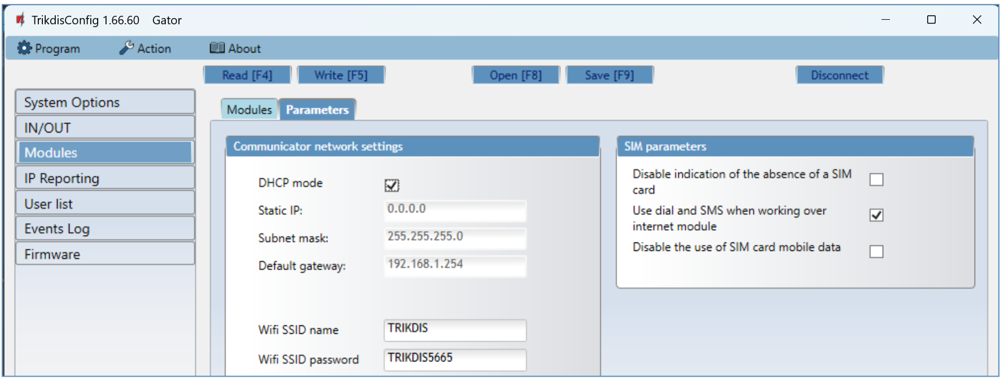 TrikdisConfig 1.66.60 Gator
Program Action About
Read [F4] Write [F5] Open [F8] Save [F9] Disconnect
System Options
IN/OUT
Modules
IP Reporting
User list
Events Log
Firmware
Modules Parameters
Communicator network settings
DHCP mode
Static IP: 0.0.0.0
Subnet mask: 255.255.255.0
Default gateway: 192.168.1.254
Wifi SSID name TRIKDIS
Wifi SSID password TRIKDIS5665
SIM parameters
Disable indication of the absence of a SIM
card
Use dial and SMS when working over
internet module
Disable the use of SIM card mobile data